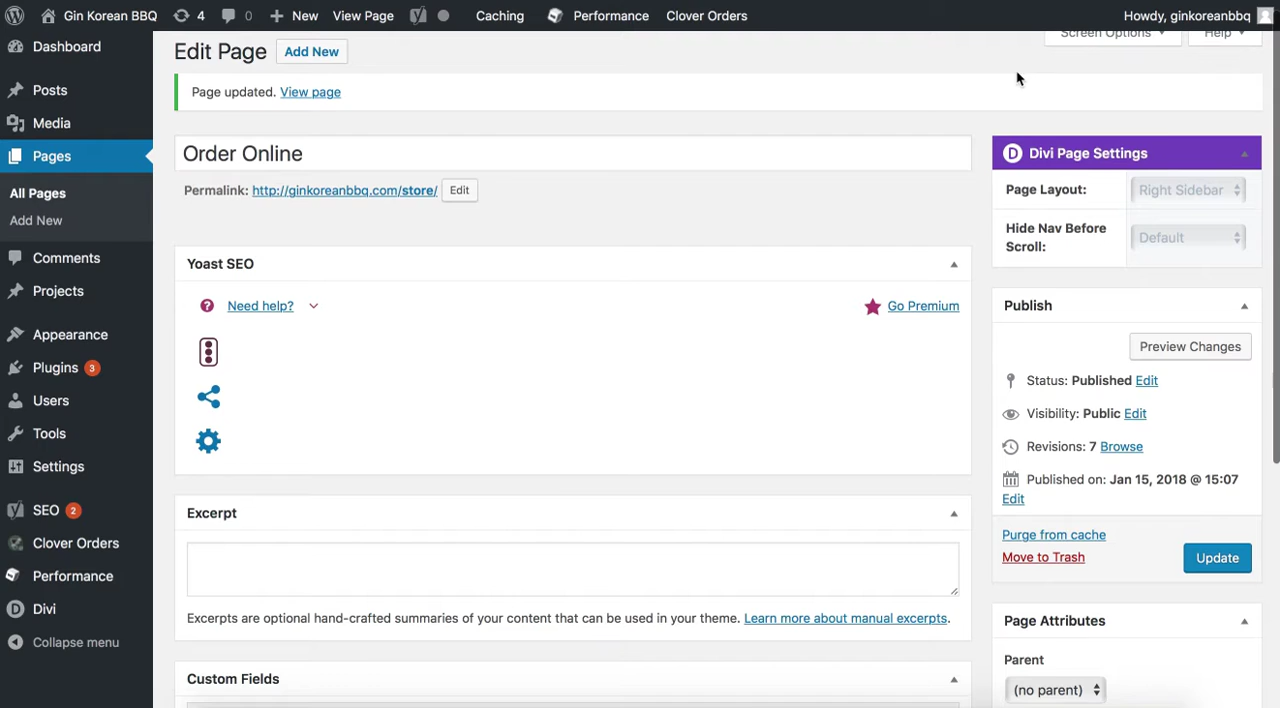 Gin Korean BBQ 4 0 New View Page Caching Performance Clover Orders Howdy, ginkoreanbbq
Dashboard
Posts
Media
Pages
All Pages
Add New
Comments
Projects
Appearance
Plugins 3
Users
Tools
Settings
SEO 2
Clover Orders
Performance
Divi
Collapse menu
Screen Options Help
Edit Page Add New
Page updated. View page
Order Online
Permalink: http://ginkoreanbbq.com/store/ Edit
Yoast SEO
Need help? Go Premium
Excerpt
Excerpts are optional hand-crafted summaries of your content that can be used in your theme. Learn more about manual excerpts.
Custom Fields
Divi Page Settings
Page Layout: Right Sidebar
Hide Nav Before
Scroll: Default
Publish
Preview Changes
Status: Published Edit
Visibility: Public Edit
Revisions: 7 Browse
Published on: Jan 15, 2018 @ 15:07
Edit
Purge from cache
Move to Trash Update
Page Attributes
Parent
(no parent)